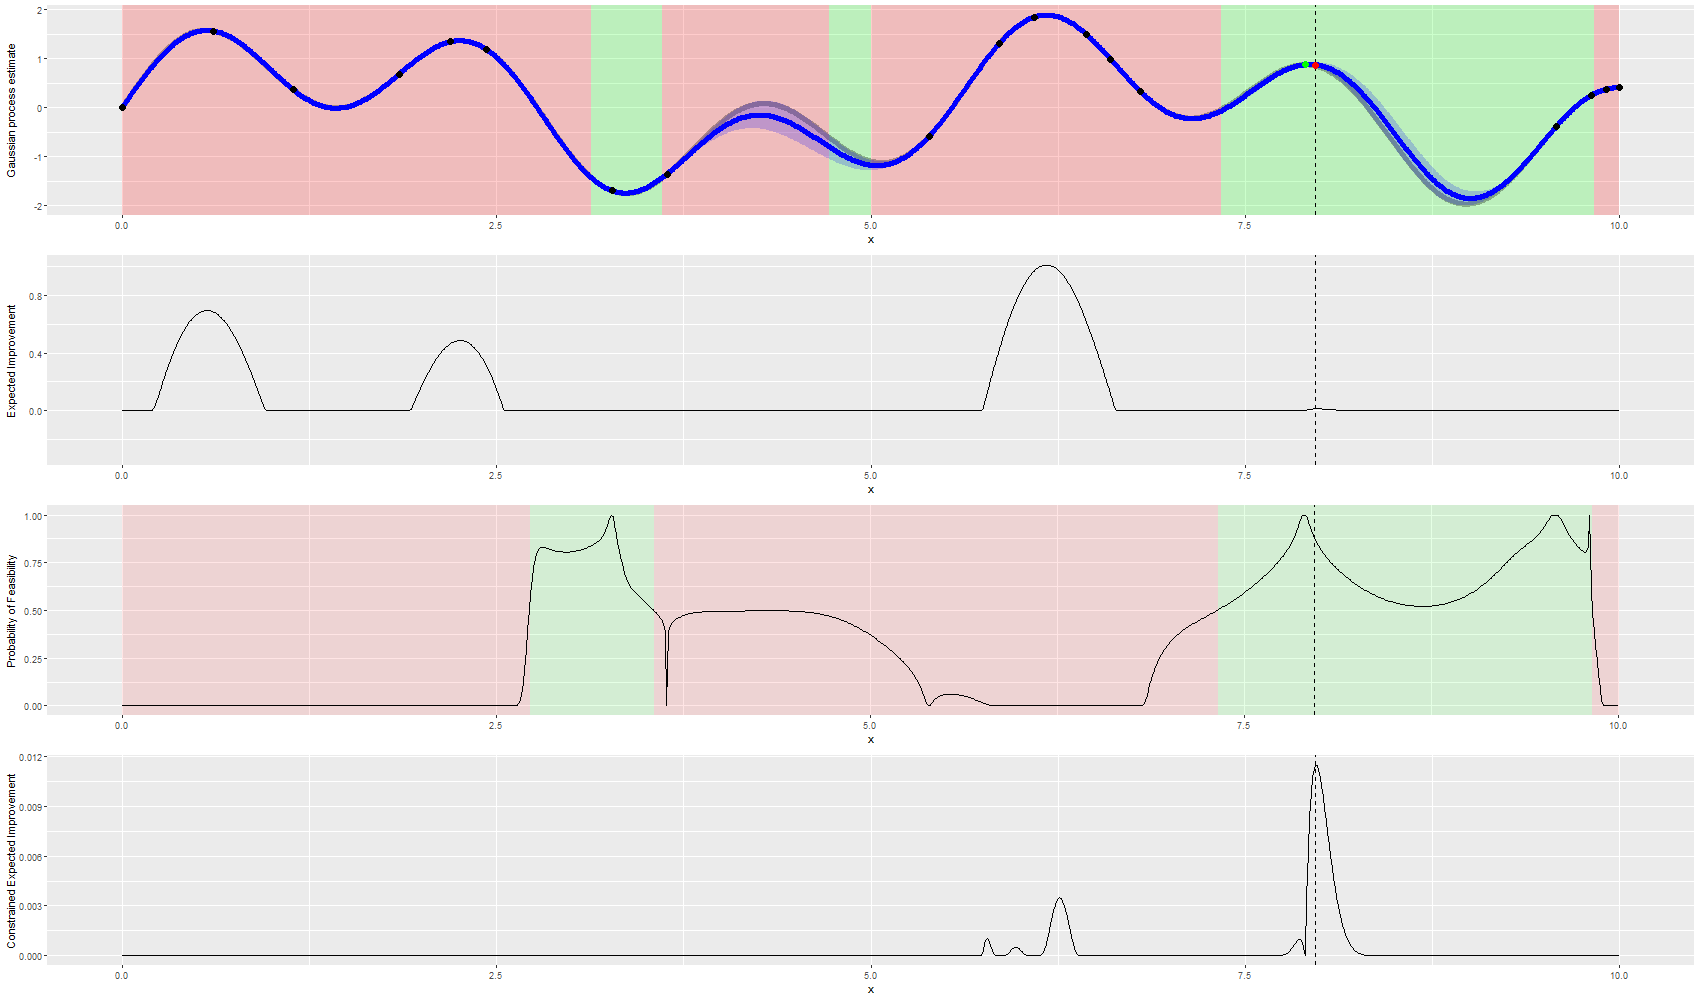 Gaussian process estimate
2
1
0
-1
-2
0.0 2.5 5.0 7.5 10.0
x
Expected Improvement
0.8
0.4
0.0
0.0 2.5 5.0 7.5 10.0
x
Probability of Feasibility
1.00
0.75
0.50
0.25
0.00
0.0 2.5 5.0 7.5 10.0
x
Constrained Expected Improvement
0.012
0.009
0.006
0.003
0.000
0.0 2.5 5.0 7.5 10.0
x